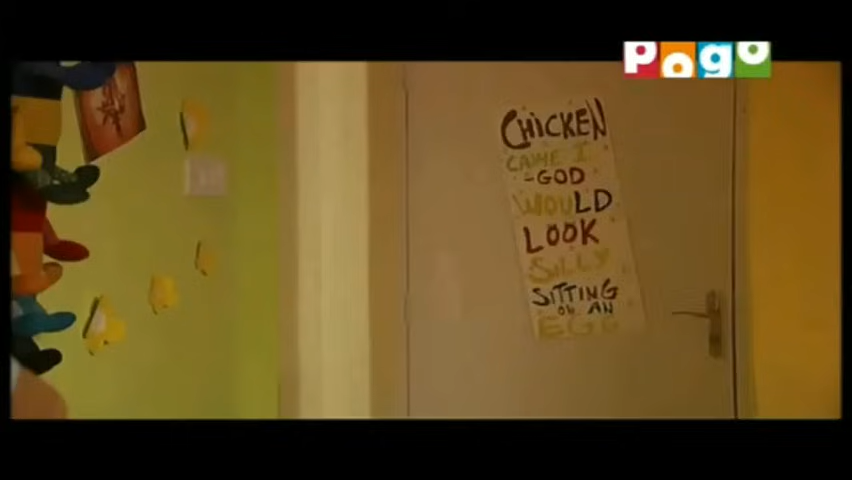 POGO
CHICKEN
CAME I
-GOD
WOULD
LOOK
SILLY
SITTING
ON AN
EGG